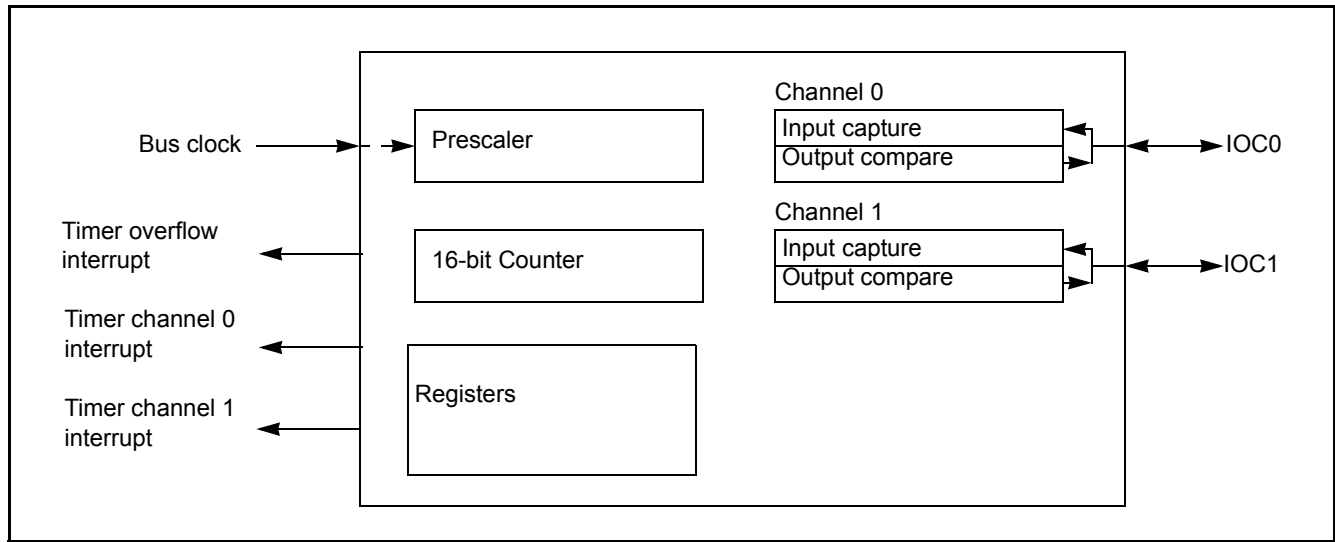 Bus clock
Timer overflow
interrupt
Timer channel 0
interrupt
Timer channel 1
interrupt
Prescaler
16-bit Counter
Registers
Channel 0
Input capture
Output compare
IOC0
Channel 1
Input capture
Output compare
IOC1